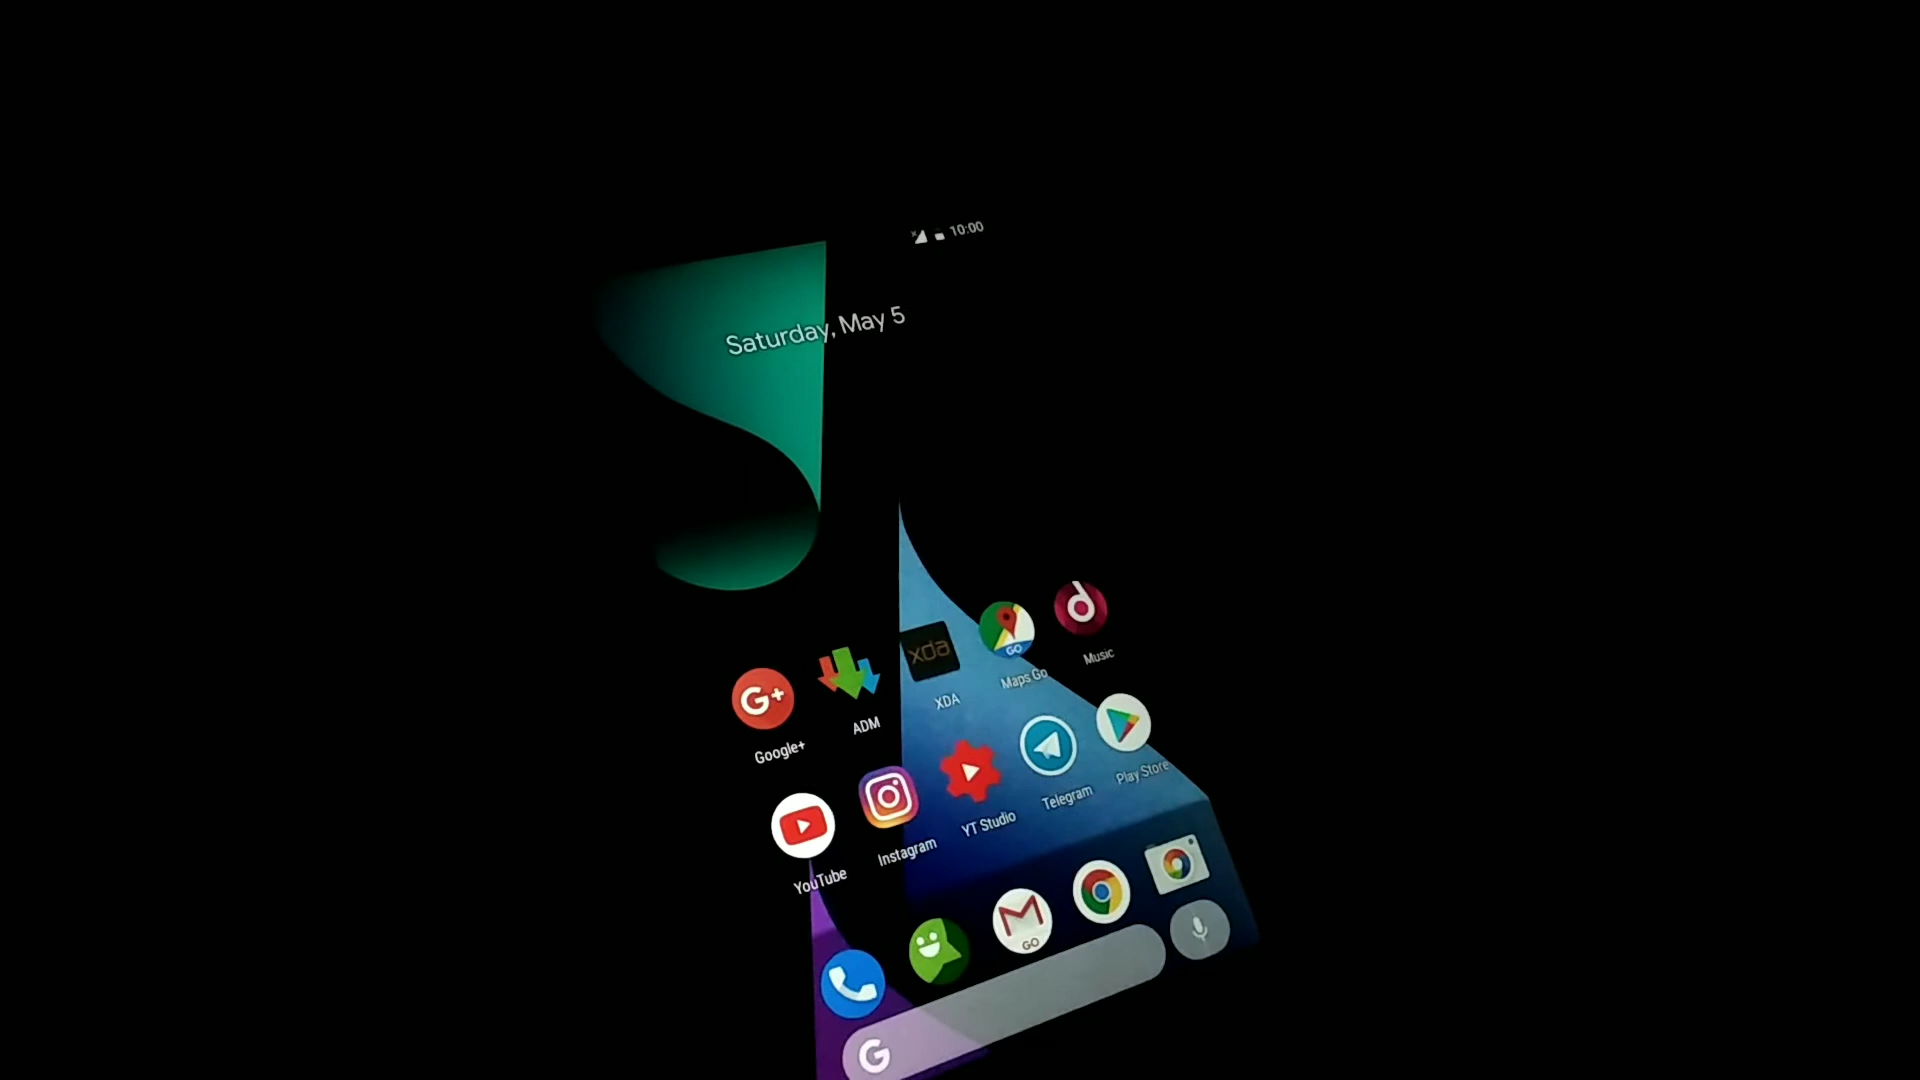 10:00
Saturday, May 5
G+
xda
GO
Google+
ADM
XDA
Maps Go
Music
YouTube
Instagram
YT Studio
Telegram
Play Store
GO
G